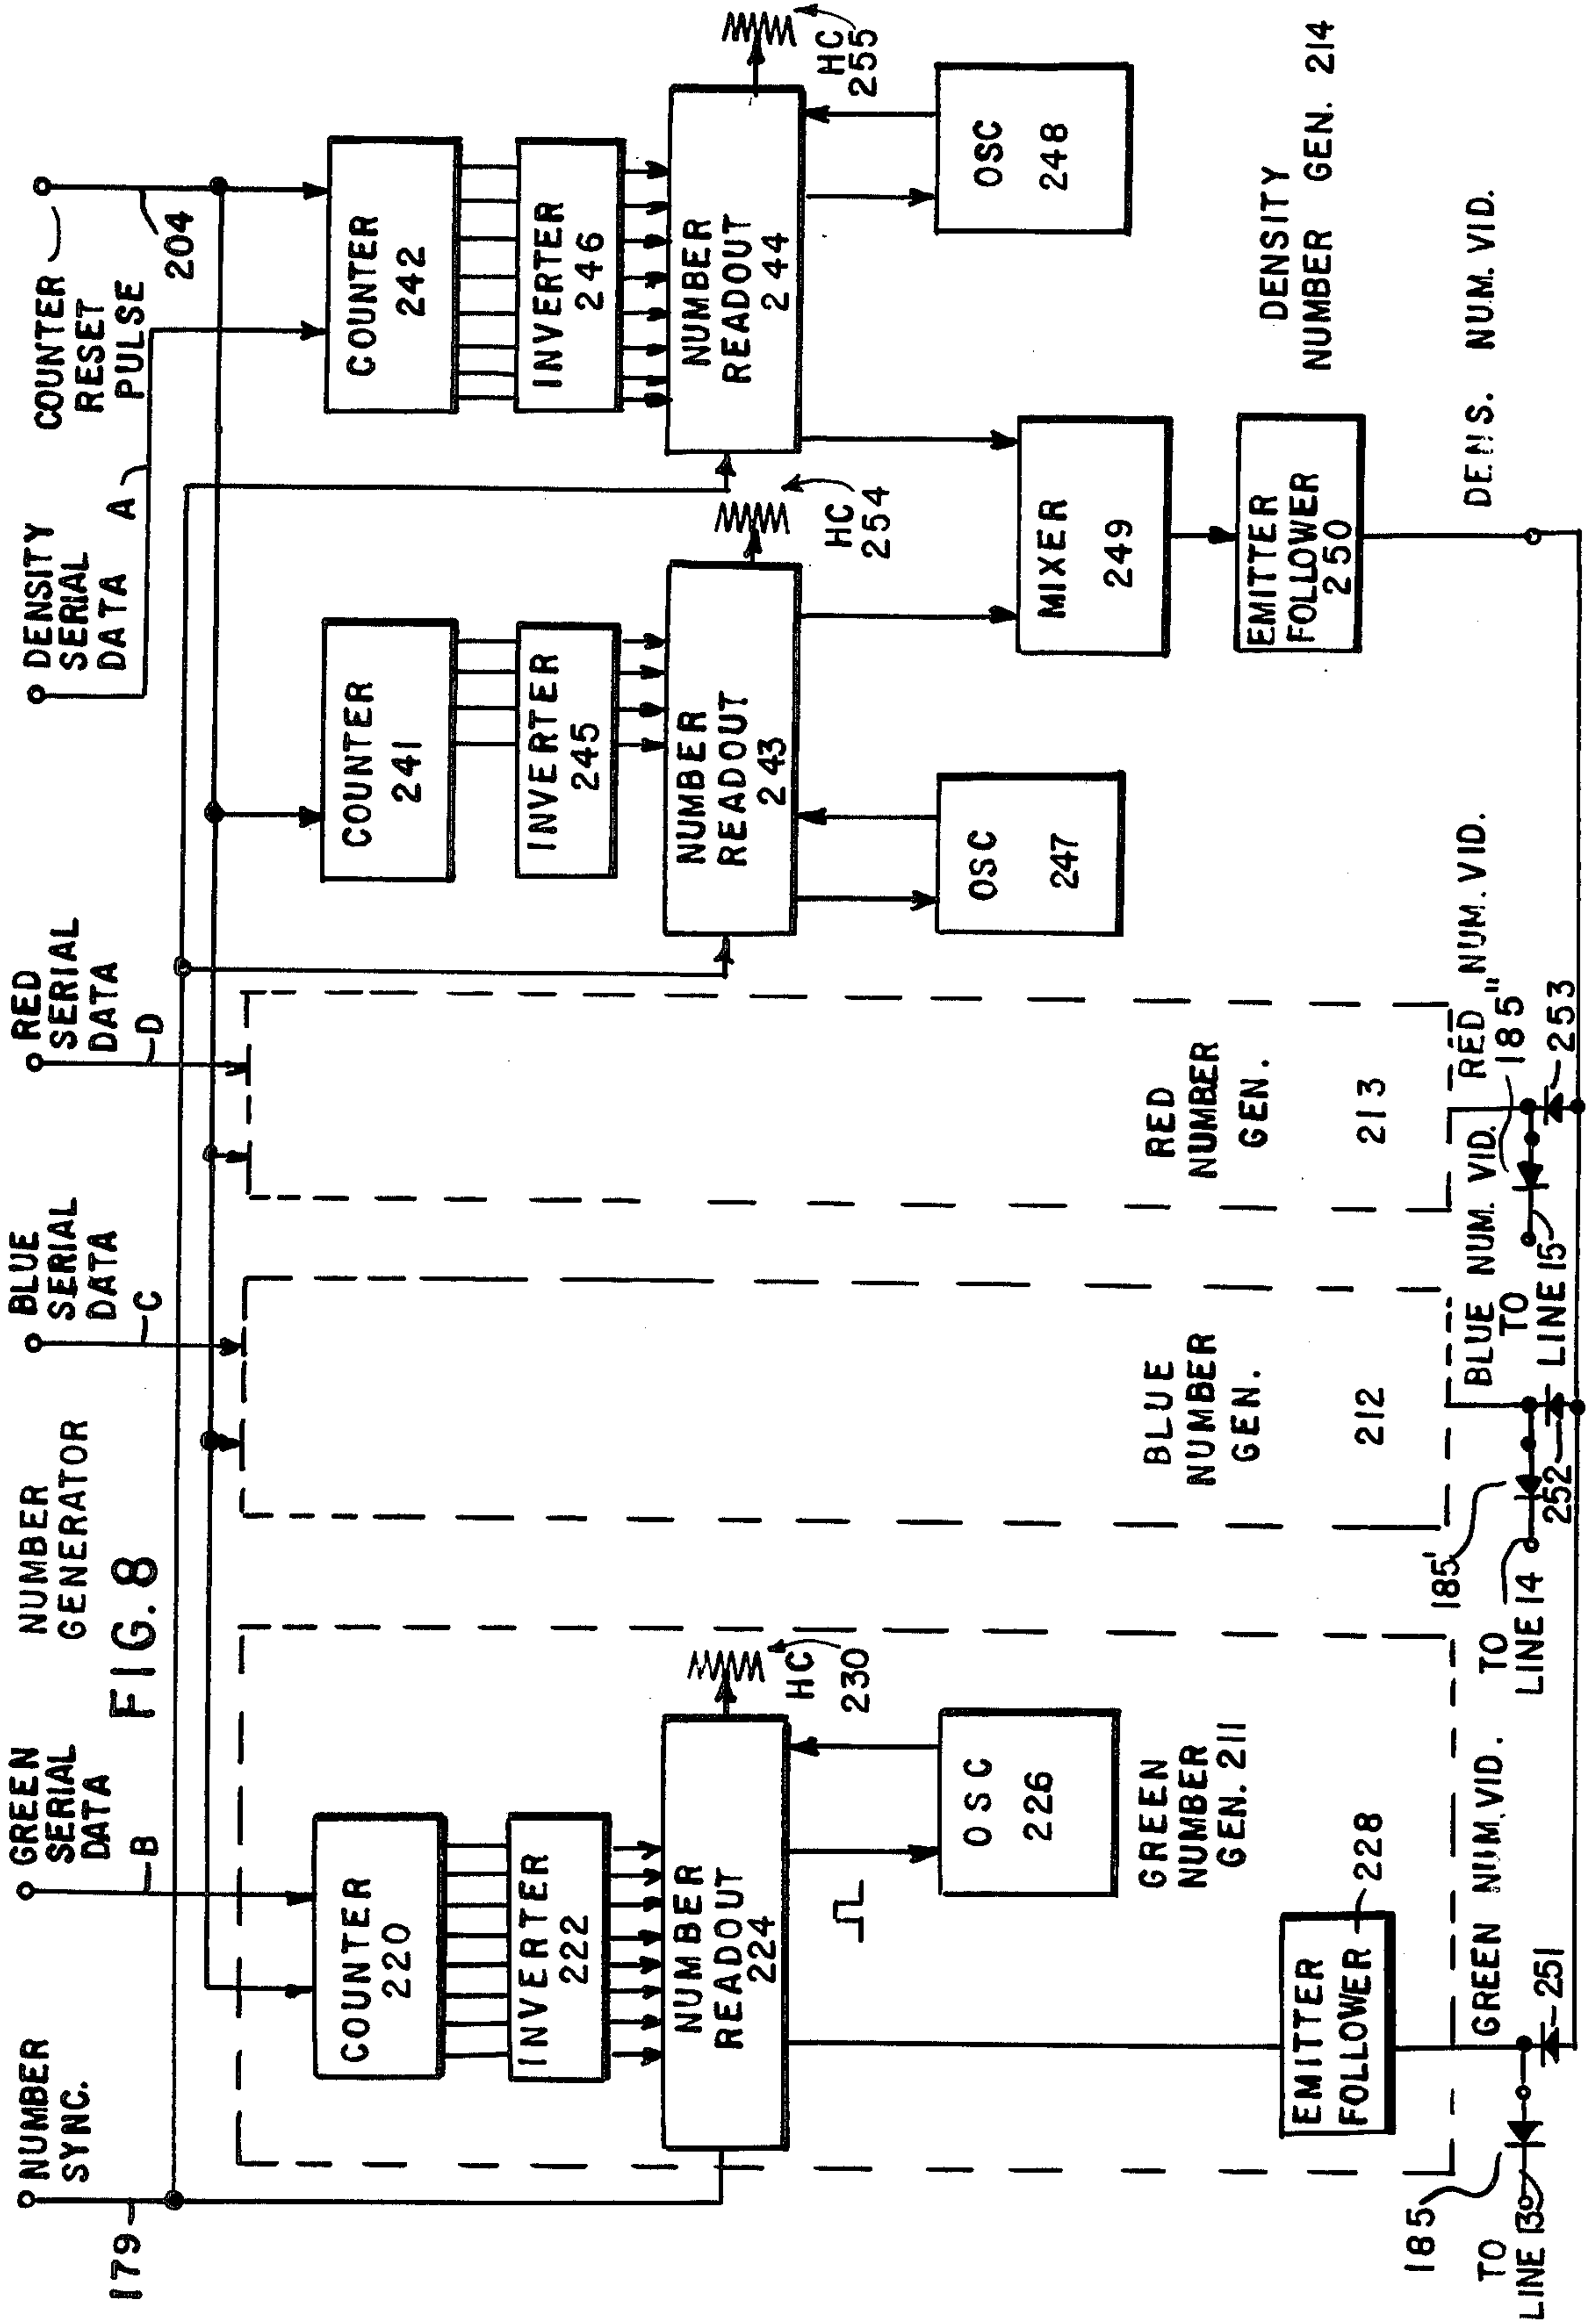 NUMBER
SYNC.
179
GREEN
SERIAL
DATA
B
NUMBER
GENERATOR
FIG. 8
BLUE
SERIAL
DATA
C
RED
SERIAL
DATA
D
DENSITY
SERIAL
DATA
A
COUNTER
RESET
PULSE
204
COUNTER
220
INVERTER
222
NUMBER
READOUT
224
HC
230
OSC
226
GREEN
NUMBER
GEN. 211
EMITTER
FOLLOWER
228
BLUE
NUMBER
GEN.
212
RED
NUMBER
GEN.
213
COUNTER
241
INVERTER
245
NUMBER
READOUT
243
HC
254
OSC
247
COUNTER
242
INVERTER
246
NUMBER
READOUT
244
HC
255
OSC
248
MIXER
249
EMITTER
FOLLOWER
250
DENSITY
NUMBER GEN. 214
GREEN NUM. VID.
185
TO
LINE 13
251
BLUE NUM. VID.
185'
TO
LINE 14
252
RED NUM. VID.
185"
TO
LINE 15
253
DENS. NUM. VID.